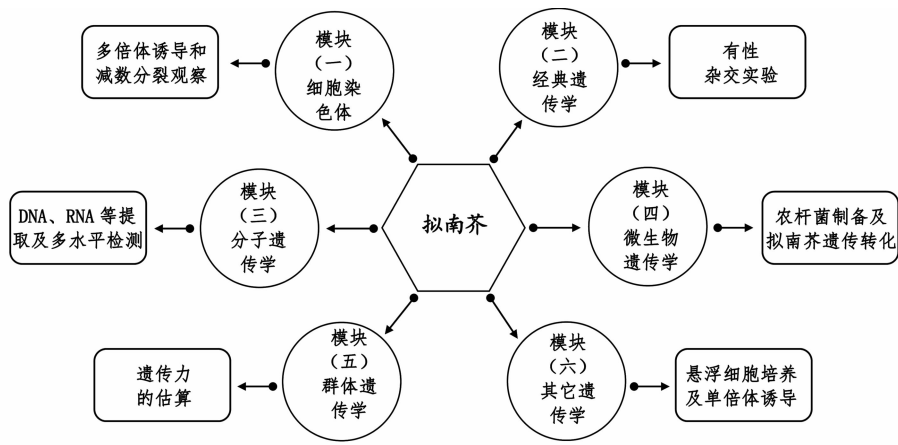 多倍体诱导和
减数分裂观察
模块
（一）
细胞染
色体
模块
（二）
经典遗
传学
有性
杂交实验
DNA、RNA 等提
取及多水平检测
模块
（三）
分子遗
传学
拟南芥
模块
（四）
微生物
遗传学
农杆菌制备及
拟南芥遗传转化
遗传力
的估算
模块
（五）
群体遗
传学
模块
（六）
其它遗
传学
悬浮细胞培养
及单倍体诱导